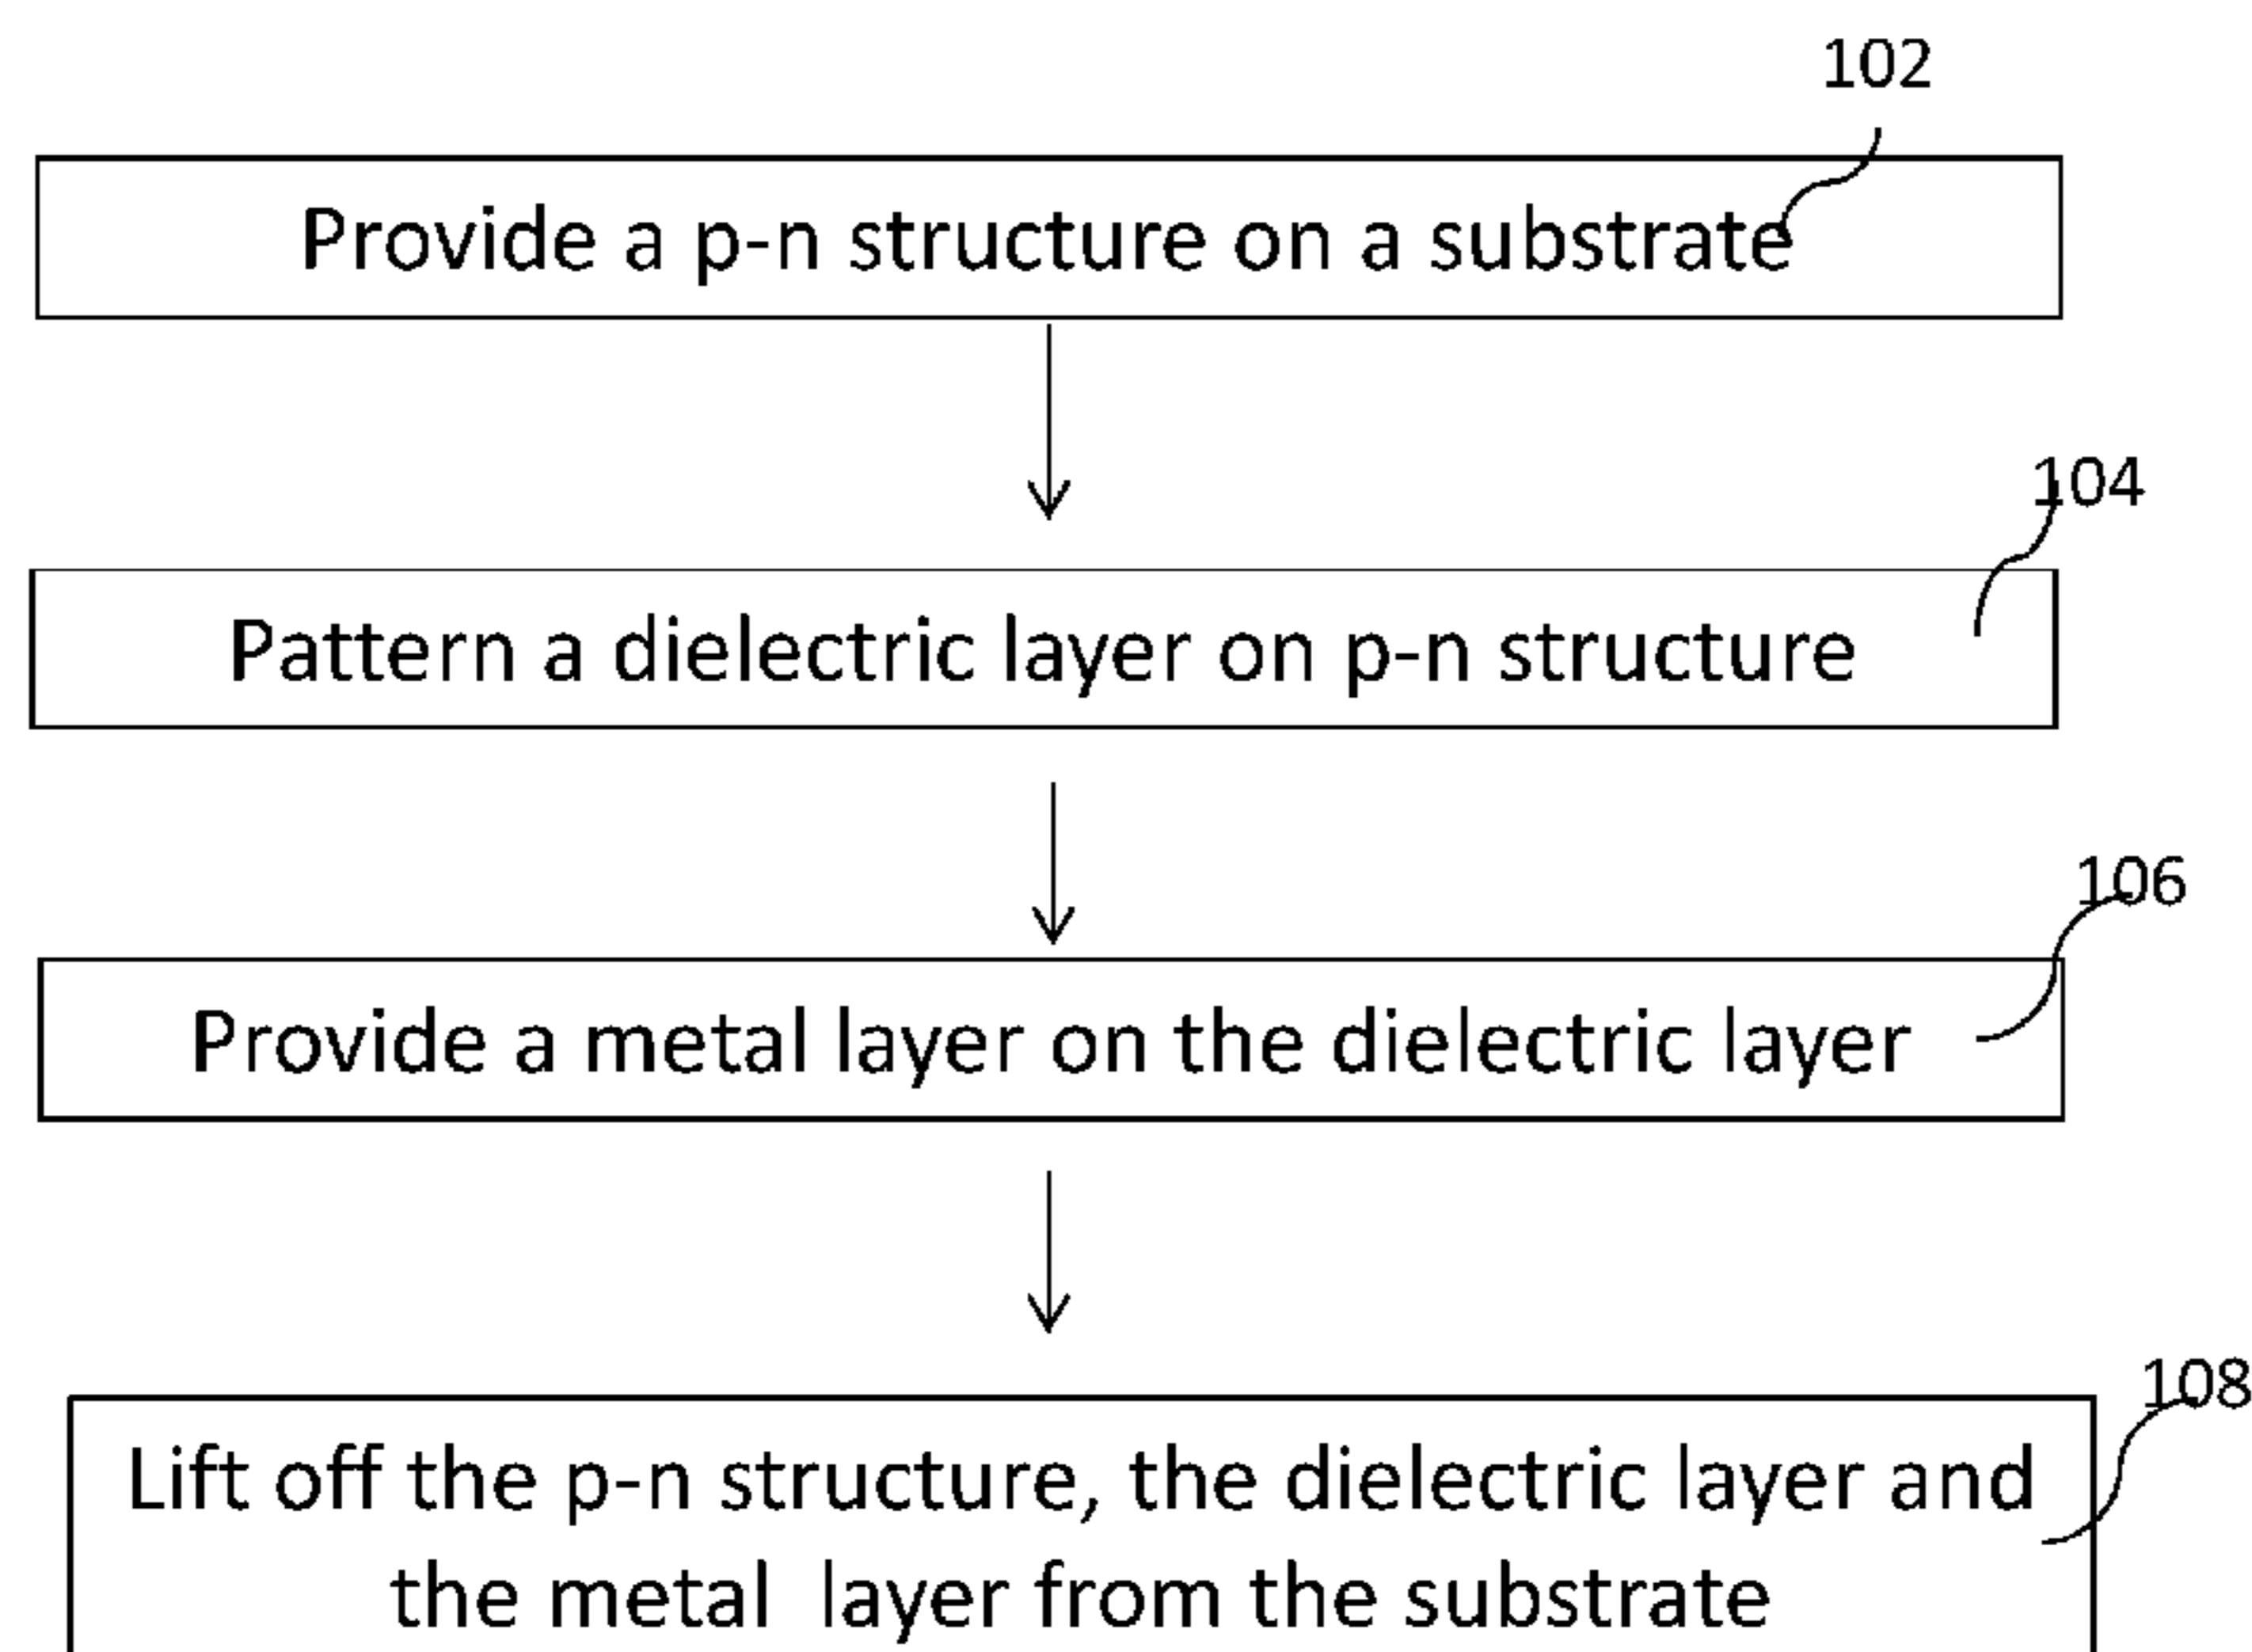 102
Provide a p-n structure on a substrate
104
Pattern a dielectric layer on p-n structure
106
Provide a metal layer on the dielectric layer
108
Lift off the p-n structure, the dielectric layer and
the metal layer from the substrate